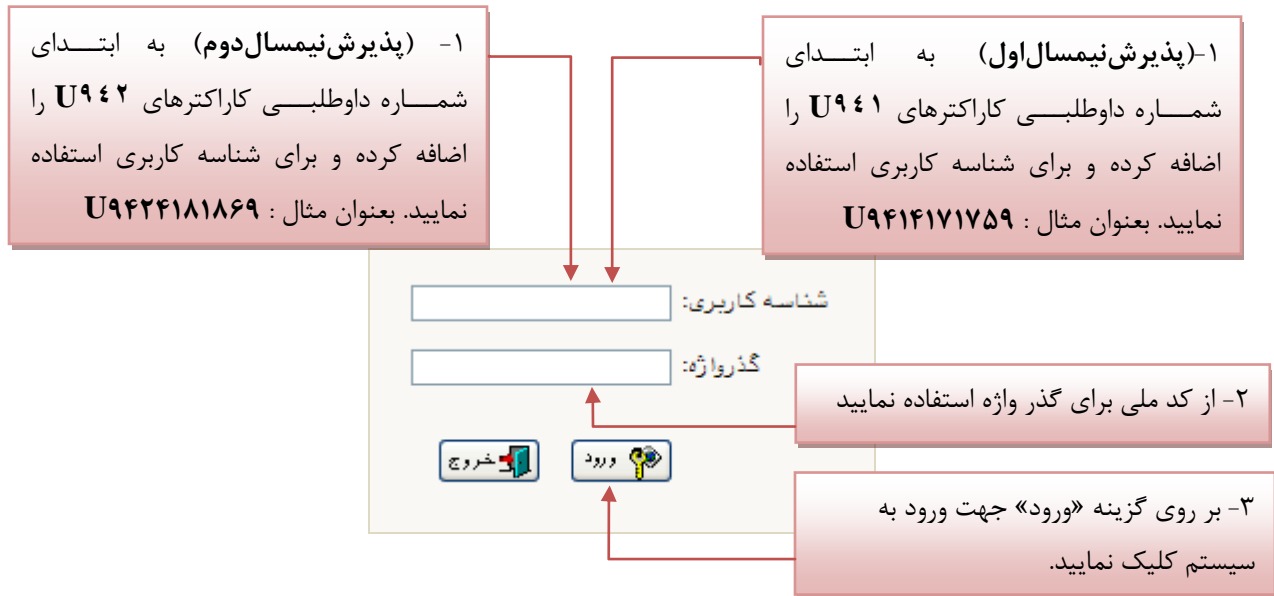 ۱-(پذیرش‌نیمسال‌اول) به ابتدای
شماره داوطلبی کاراکترهای U۹٤۱ را
اضافه کرده و برای شناسه کاربری استفاده
نمایید. بعنوان مثال : U۹۴۱۴۱۷۱۷۵۹
۱- (پذیرش‌نیمسال‌دوم) به ابتدای
شماره داوطلبی کاراکترهای U۹٤۲ را
اضافه کرده و برای شناسه کاربری استفاده
نمایید. بعنوان مثال : U۹۴۲۴۱۸۱۸۶۹
شناسه کاربری:
گذرواژه:
۲- از کد ملی برای گذر واژه استفاده نمایید
ورود
خروج
۳- بر روی گزینه «ورود» جهت ورود به
سیستم کلیک نمایید.